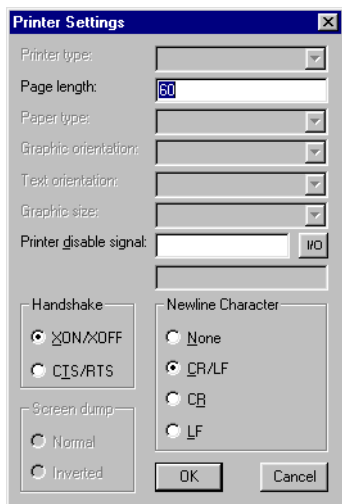 Printer Settings
Printer type:
Page length: 60
Paper type:
Graphic orientation:
Text orientation:
Graphic size:
Printer disable signal: I/O
Handshake
XON/XOFF
CTS/RTS
Screen dump
Normal
Inverted
Newline Character
None
CR/LF
CR
LF
OK Cancel